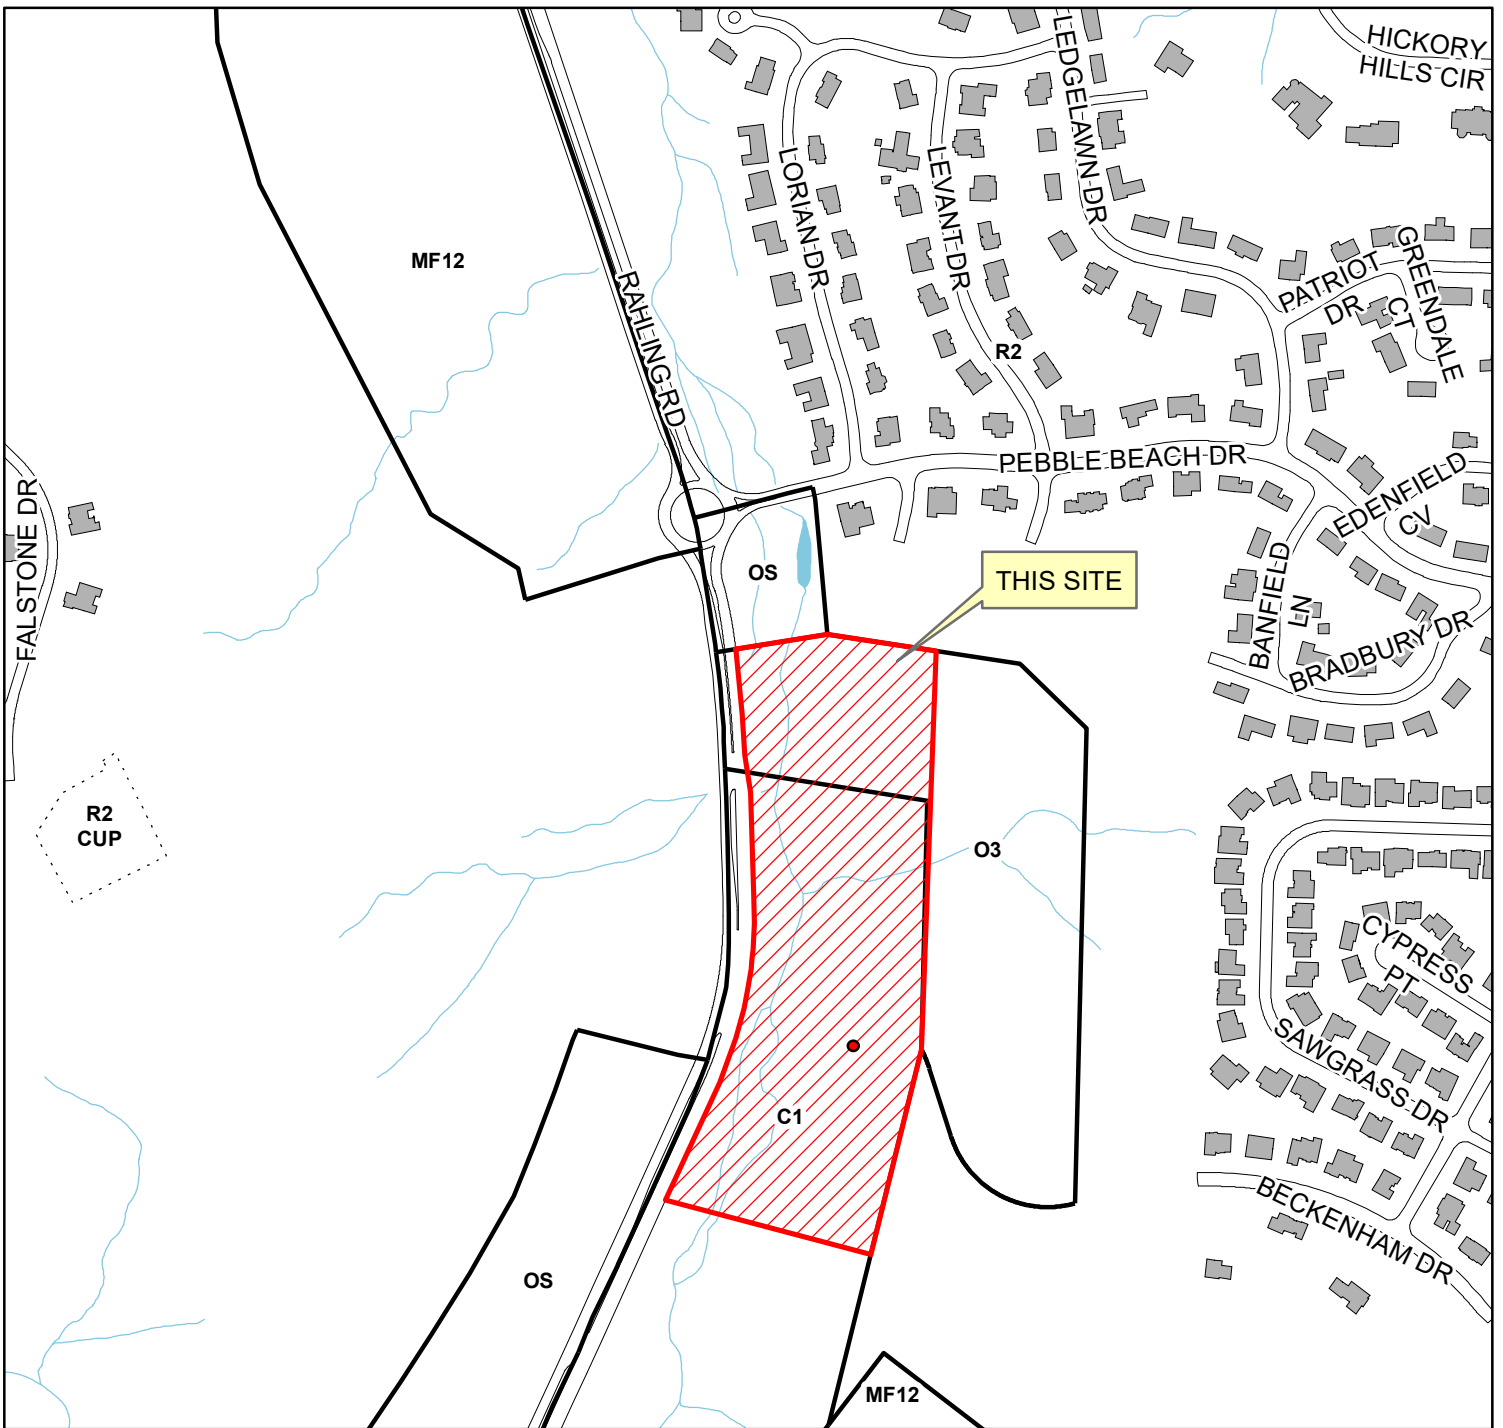 HICKORY
HILLS CIR
LEDGELAWN DR
LORIAN DR
LEVANT DR
GREENDALE
CT
PATRIOT
DR
MF12
RAHLING RD
R2
PEBBLE BEACH DR
EDENFIELD
CV
FALSTONE DR
OS
THIS SITE
BANFIELD
LN
BRADBURY DR
R2
CUP
O3
CYPRESS
PT
SAWGRASS DR
C1
BECKENHAM DR
OS
MF12